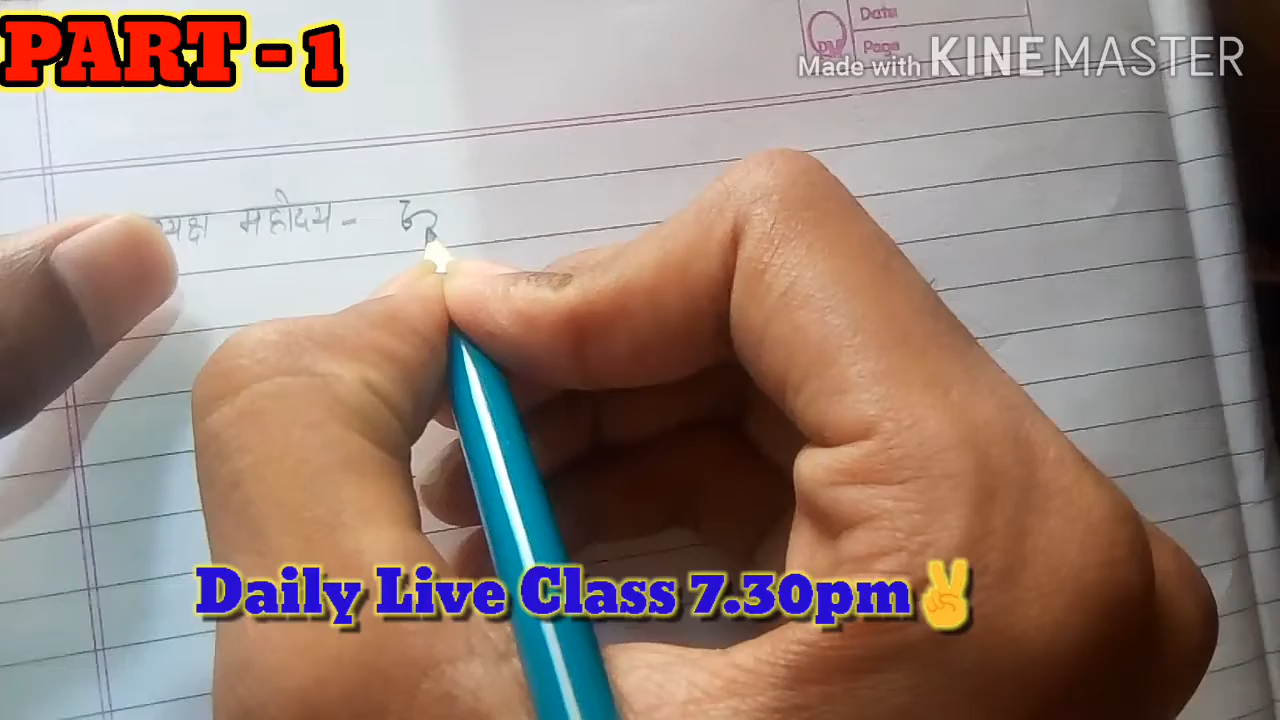 PART - 1
Date
Page
Made with KINEMASTER
महोदय -
Daily Live Class 7.30pm✌